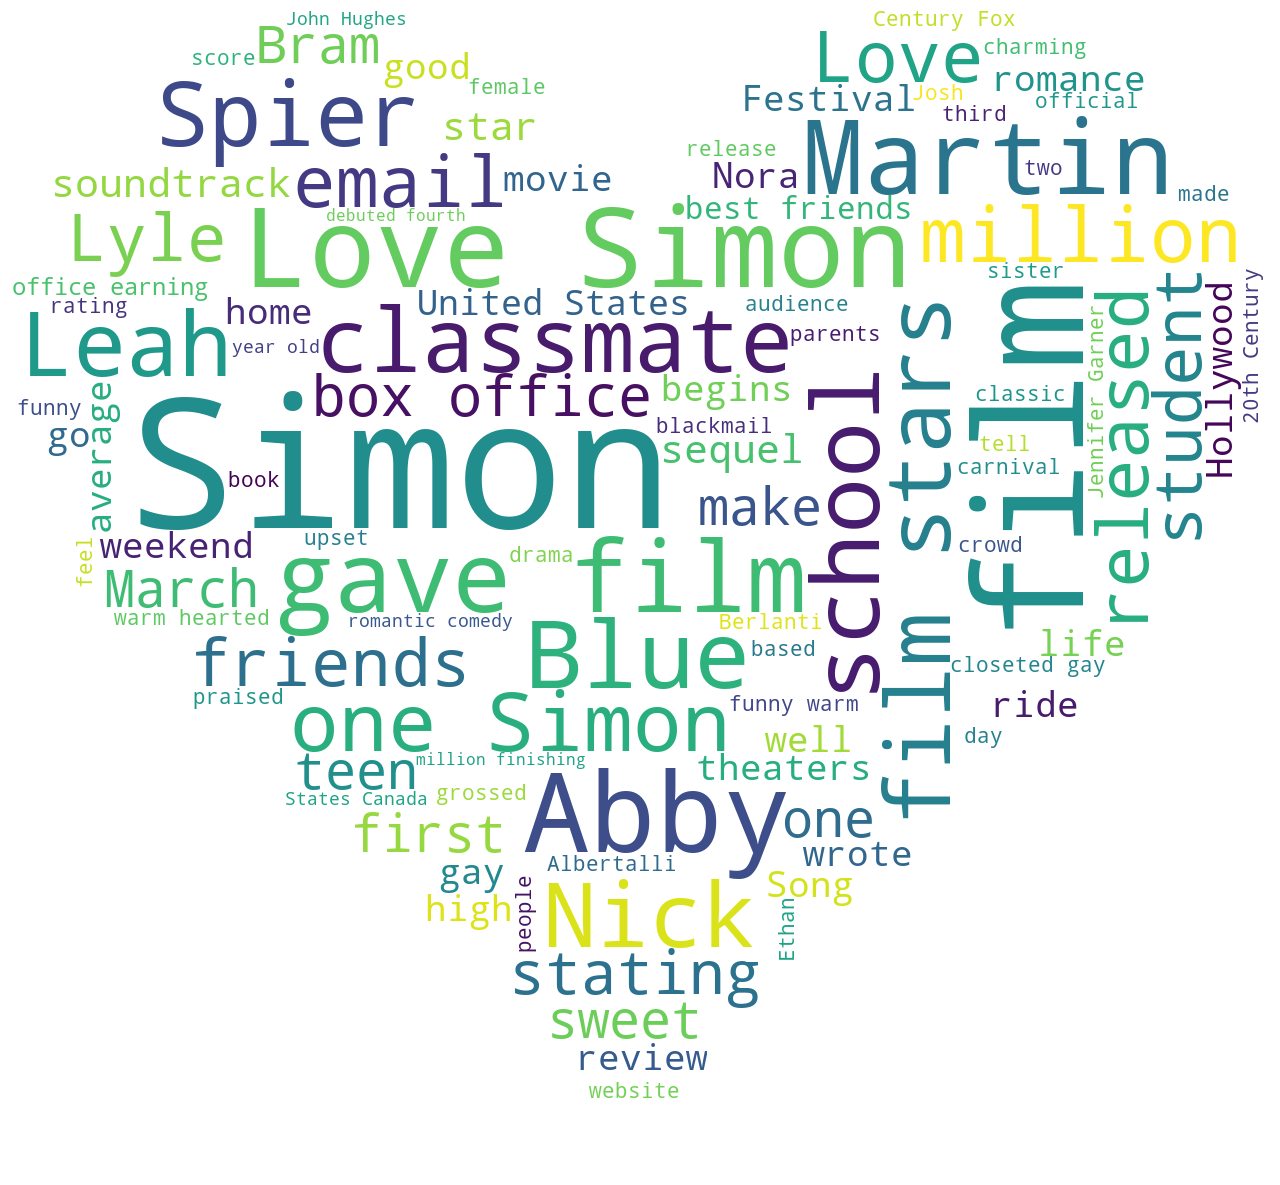 John Hughes
Century Fox
score
Bram
good
Love
charming
romance
female
Spier
star
Festival
Josh
third
official
release
Martin
two
soundtrack
email
movie
Nora
made
Lyle
debuted fourth
best friends
Love Simon
million
sister
office earning
rating
home
United States
audience
Leah
year old
classmate
parents
film stars
film
released
student
Hollywood
20th Century
Jennifer Garner
box office
begins
school
classic
funny
go
average
Simon
blackmail
sequel
tell
carnival
book
make
feel
weekend
upset
drama
crowd
March
gave film
warm hearted
romantic comedy
Berlanti
life
friends
Blue
based
closeted gay
praised
one Simon
funny warm
ride
well
day
teen
million finishing
theaters
States Canada
grossed
Abby
one
first
wrote
gay
Albertalli
Song
high
people
Nick
Ethan
stating
sweet
review
website